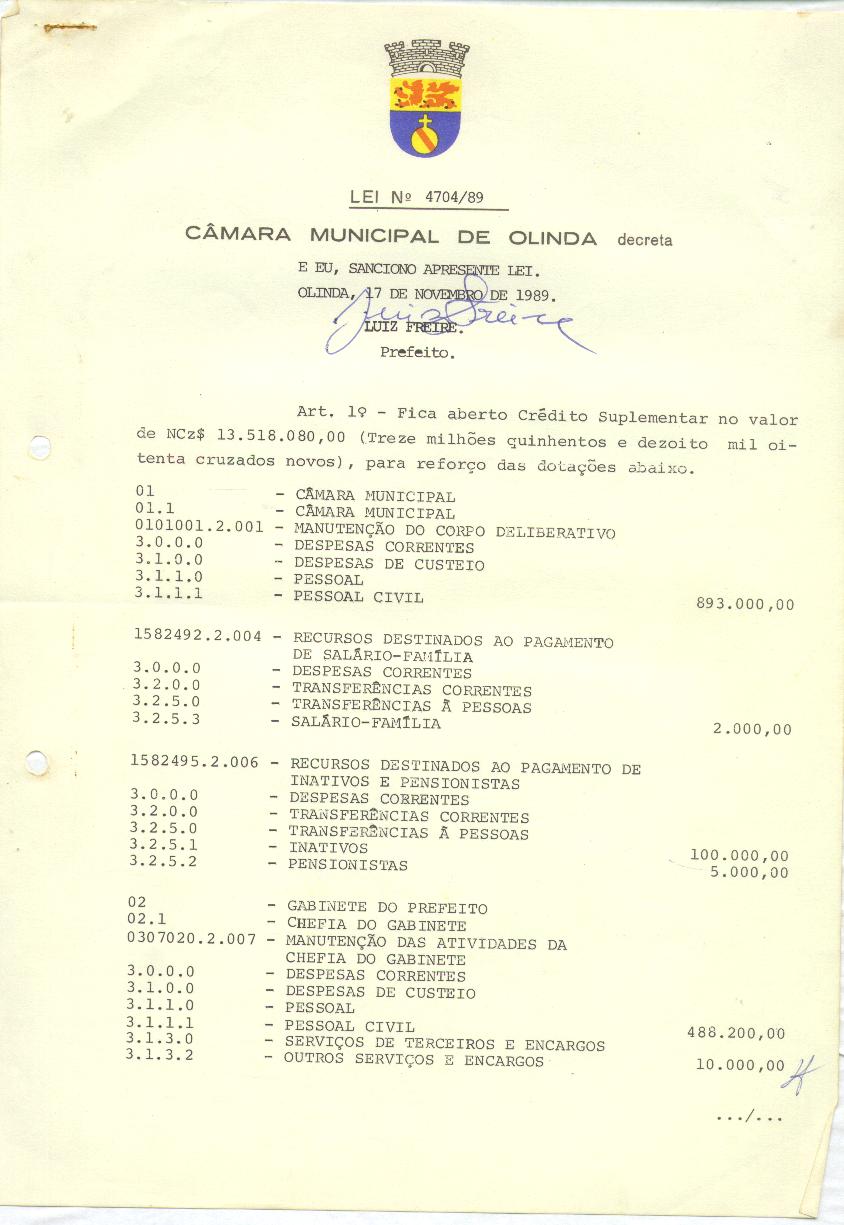 LEI Nº 4704/89
CÂMARA MUNICIPAL DE OLINDA decreta
E EU, SANCIONO APRESENTE LEI.
OLINDA, 17 DE NOVEMBRO DE 1989.
Luiz Freire
LUIZ FREIRE.
Prefeito.
Art. 1º - Fica aberto Crédito Suplementar no valor
de NCz$ 13.518.080,00 (Treze milhões quinhentos e dezoito mil oi-
tenta cruzados novos), para reforço das dotações abaixo.
01 - CÂMARA MUNICIPAL
01.1 - CÂMARA MUNICIPAL
0101001.2.001 - MANUTENÇÃO DO CORPO DELIBERATIVO
3.0.0.0 - DESPESAS CORRENTES
3.1.0.0 - DESPESAS DE CUSTEIO
3.1.1.0 - PESSOAL
3.1.1.1 - PESSOAL CIVIL 893.000,00
1582492.2.004 - RECURSOS DESTINADOS AO PAGAMENTO
DE SALÁRIO-FAMÍLIA
3.0.0.0 - DESPESAS CORRENTES
3.2.0.0 - TRANSFERÊNCIAS CORRENTES
3.2.5.0 - TRANSFERÊNCIAS Â PESSOAS
3.2.5.3 - SALÁRIO-FAMÍLIA 2.000,00
1582495.2.006 - RECURSOS DESTINADOS AO PAGAMENTO DE
INATIVOS E PENSIONISTAS
3.0.0.0 - DESPESAS CORRENTES
3.2.0.0 - TRANSFERÊNCIAS CORRENTES
3.2.5.0 - TRANSFERÊNCIAS Â PESSOAS
3.2.5.1 - INATIVOS 100.000,00
3.2.5.2 - PENSIONISTAS 5.000,00
02 - GABINETE DO PREFEITO
02.1 - CHEFIA DO GABINETE
0307020.2.007 - MANUTENÇÃO DAS ATIVIDADES DA
CHEFIA DO GABINETE
3.0.0.0 - DESPESAS CORRENTES
3.1.0.0 - DESPESAS DE CUSTEIO
3.1.1.0 - PESSOAL
3.1.1.1 - PESSOAL CIVIL 488.200,00
3.1.3.0 - SERVIÇOS DE TERCEIROS E ENCARGOS
3.1.3.2 - OUTROS SERVIÇOS E ENCARGOS 10.000,00
.../...